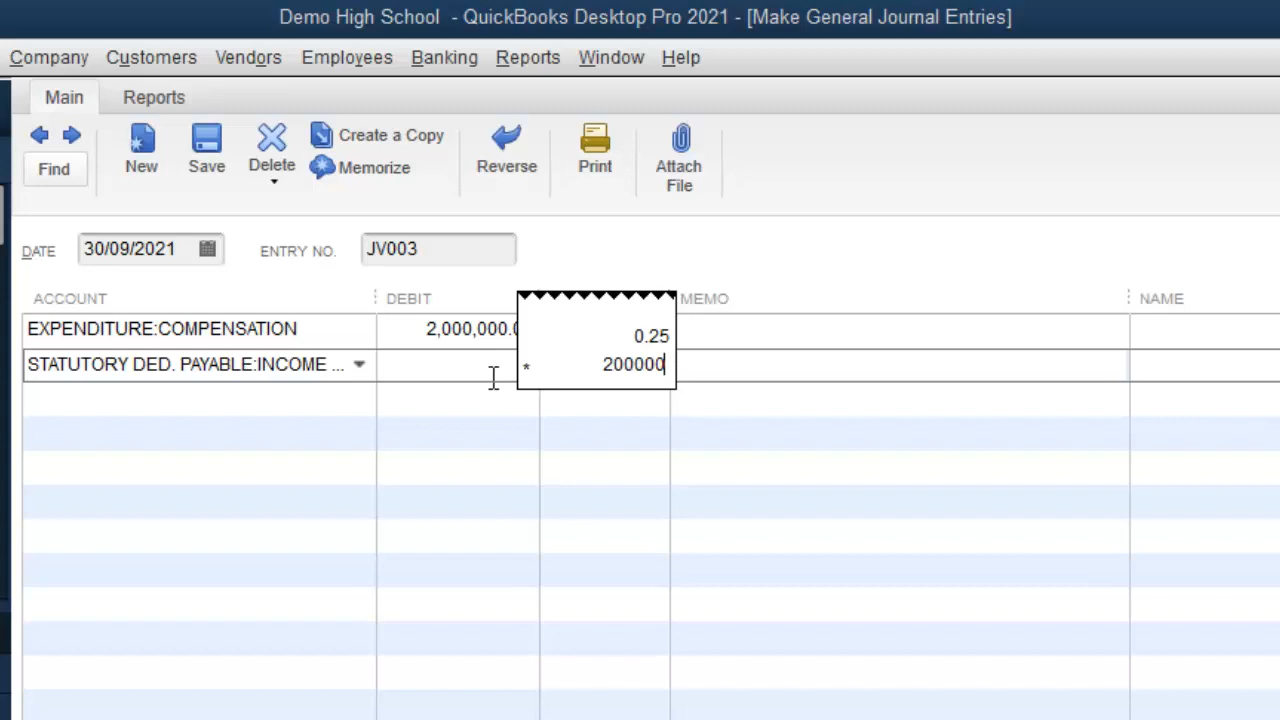 Demo High School - QuickBooks Desktop Pro 2021 - [Make General Journal Entries]
Company Customers Vendors Employees Banking Reports Window Help
Main Reports
Find New Save Delete Create a Copy Memorize Reverse Print Attach File
DATE 30/09/2021 ENTRY NO. JV003
ACCOUNT DEBIT MEMO NAME
EXPENDITURE:COMPENSATION 2,000,000.0
0.25
STATUTORY DED. PAYABLE:INCOME ... * 200000